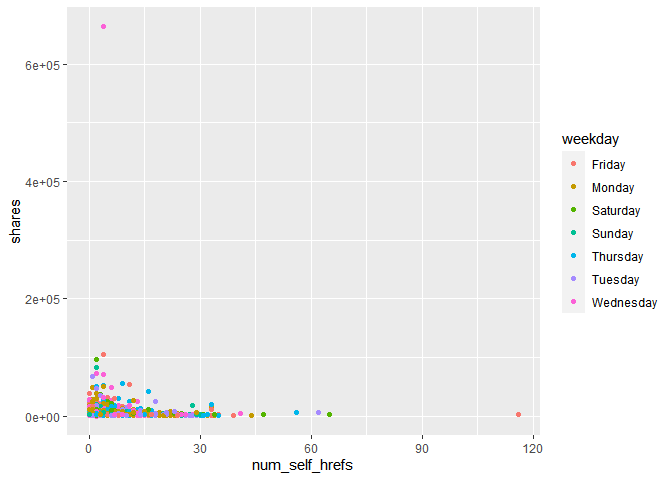 6e+05
4e+05
2e+05
0e+00
shares
0
30
60
90
120
num_self_hrefs
weekday
Friday
Monday
Saturday
Sunday
Thursday
Tuesday
Wednesday